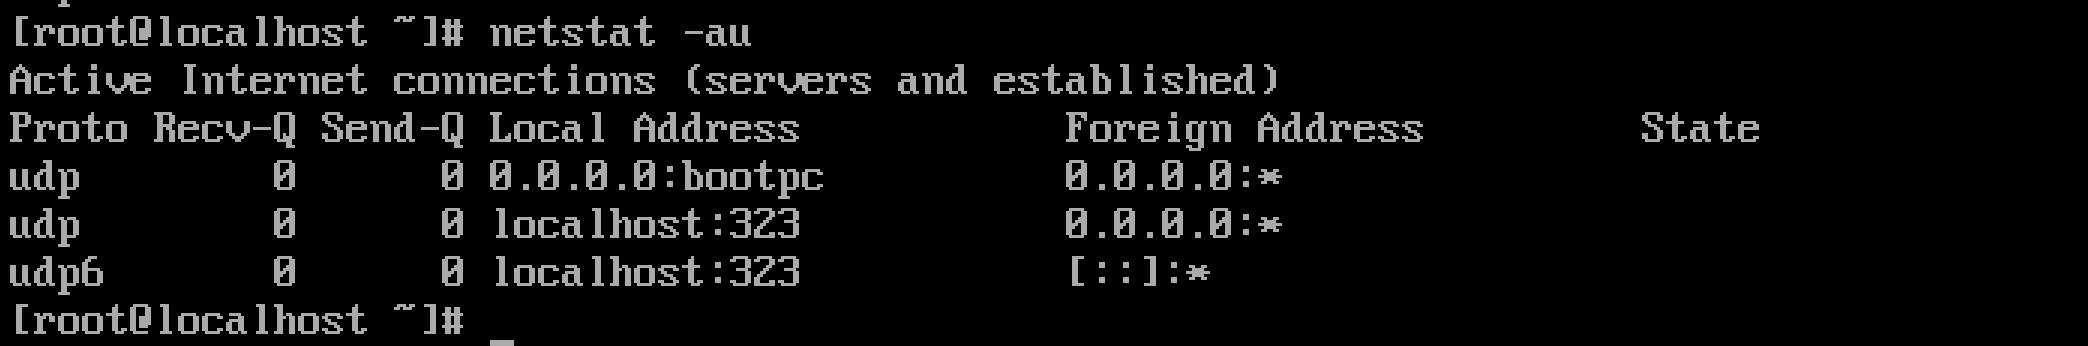 [root@localhost ~]# netstat -au
Active Internet connections (servers and established)
Proto Recv-Q Send-Q Local Address           Foreign Address         State
udp        0      0 0.0.0.0:bootpc          0.0.0.0:*
udp        0      0 localhost:323           0.0.0.0:*
udp6       0      0 localhost:323           [::]:*
[root@localhost ~]#